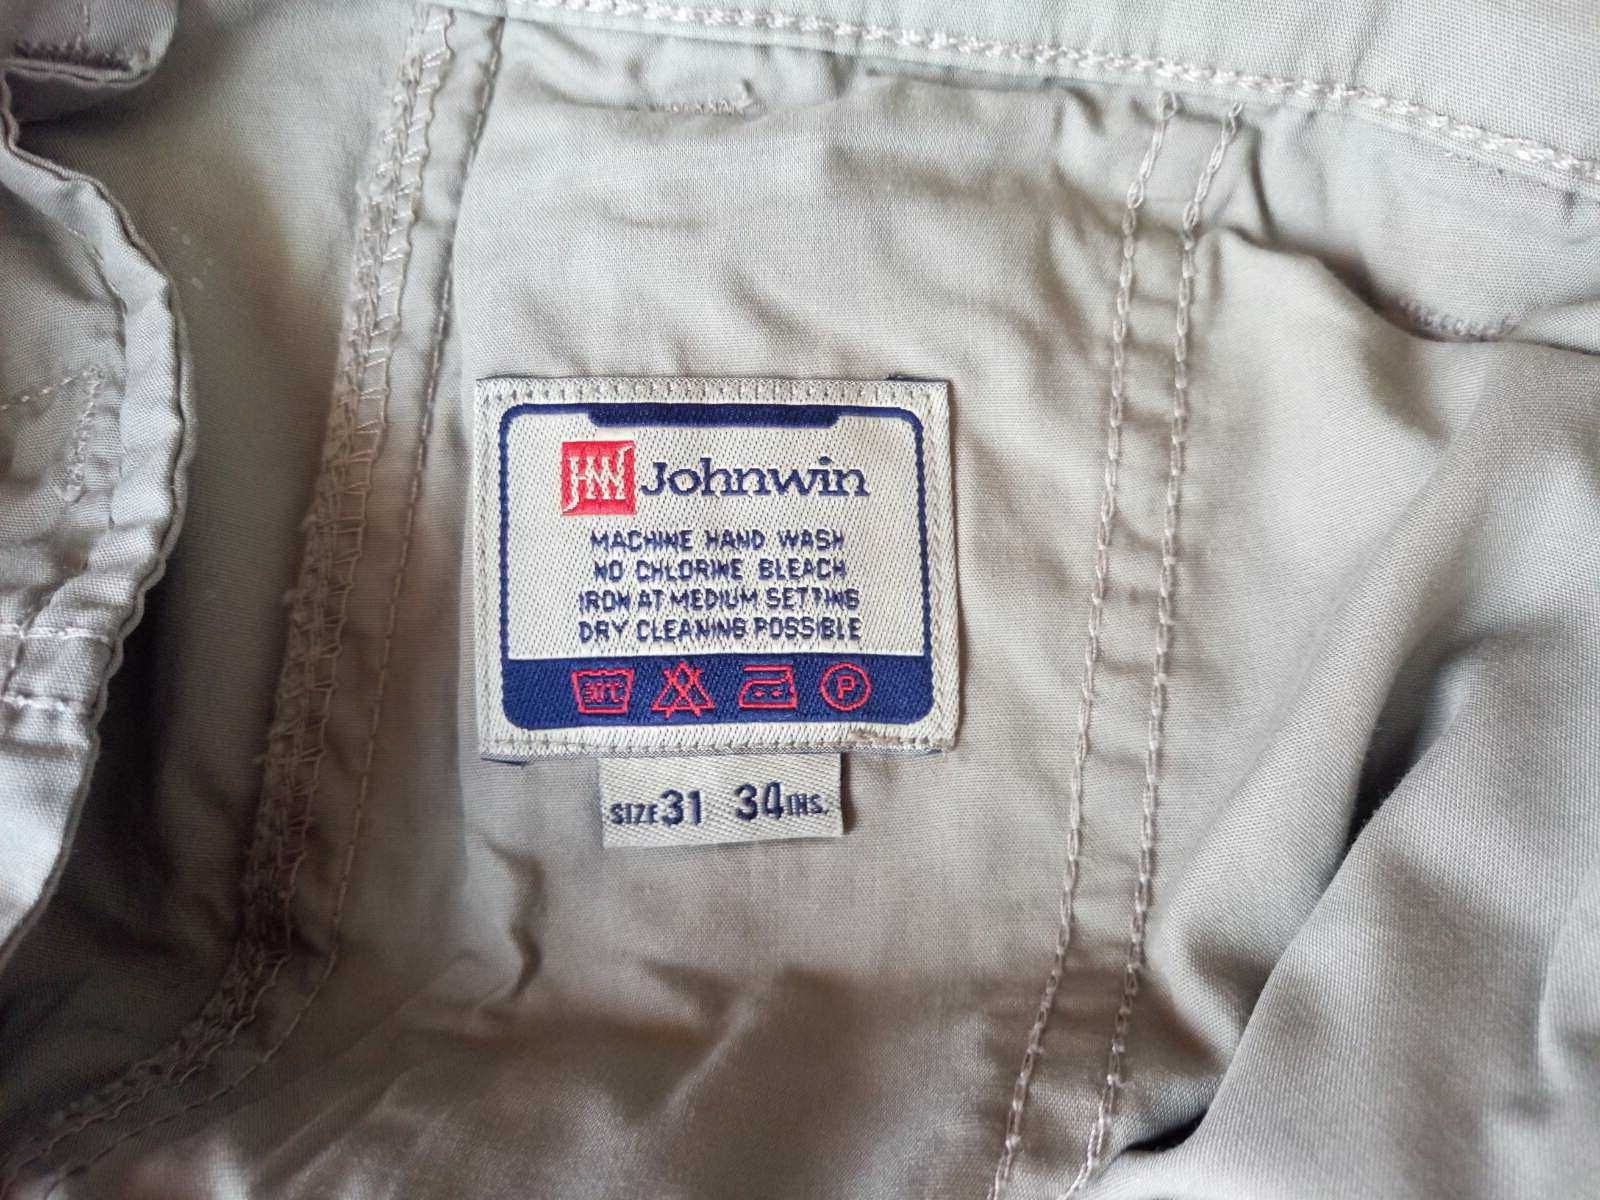 JHW Johnwin
MACHINE HAND WASH
NO CHLORINE BLEACH
IRON AT MEDIUM SETTING
DRY CLEANING POSSIBLE
30°C P
SIZE 31 34 INS.